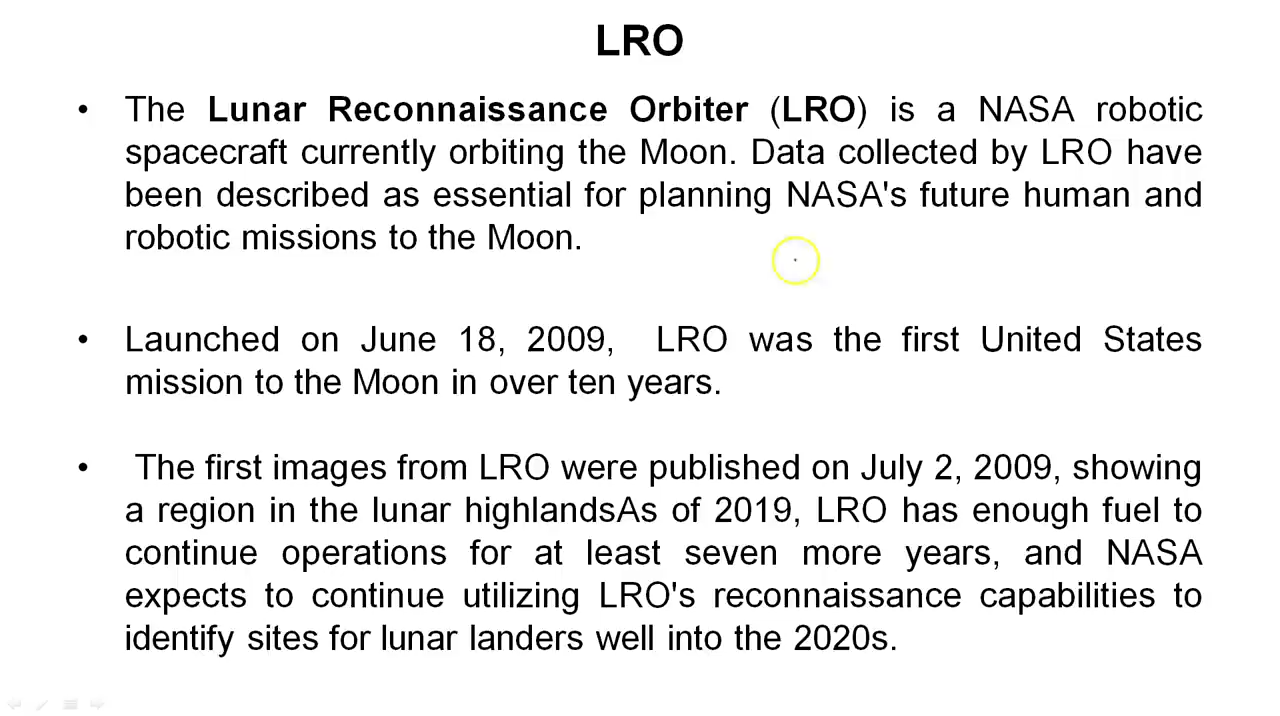 LRO
• The Lunar Reconnaissance Orbiter (LRO) is a NASA robotic
spacecraft currently orbiting the Moon. Data collected by LRO have
been described as essential for planning NASA's future human and
robotic missions to the Moon.
• Launched on June 18, 2009, LRO was the first United States
mission to the Moon in over ten years.
• The first images from LRO were published on July 2, 2009, showing
a region in the lunar highlandsAs of 2019, LRO has enough fuel to
continue operations for at least seven more years, and NASA
expects to continue utilizing LRO's reconnaissance capabilities to
identify sites for lunar landers well into the 2020s.